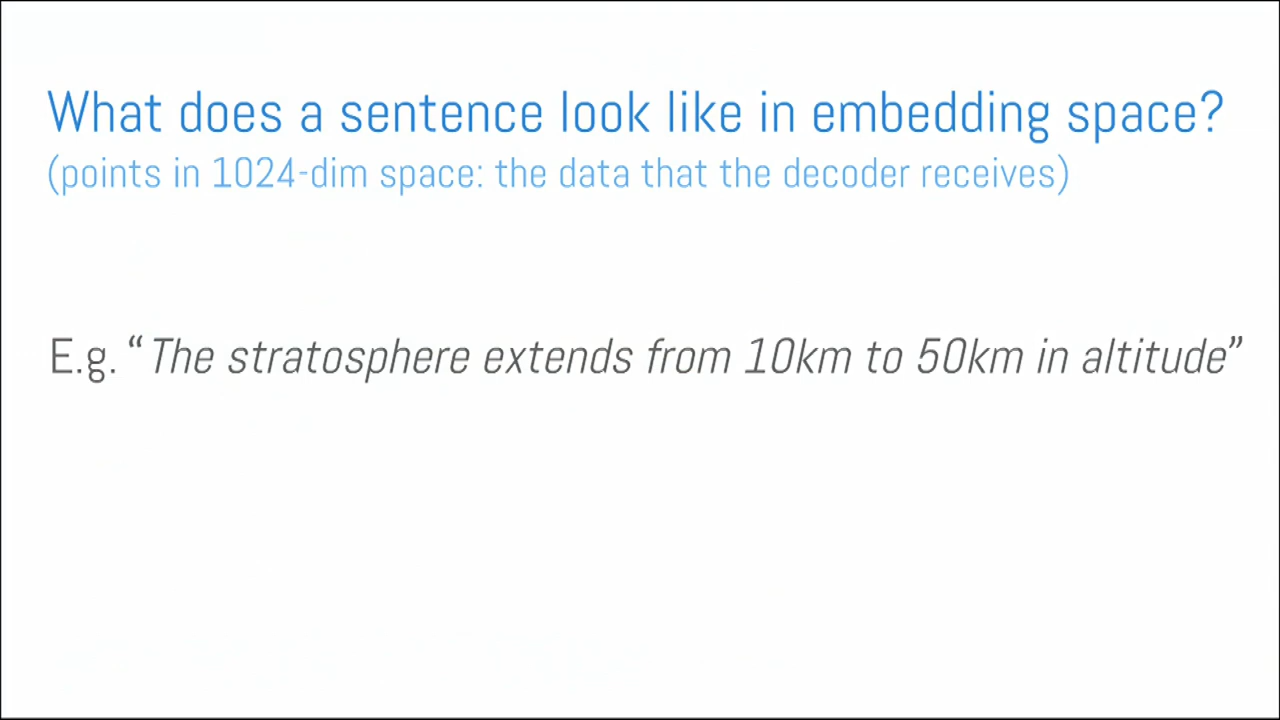 What does a sentence look like in embedding space?
(points in 1024-dim space: the data that the decoder receives)
E.g. “The stratosphere extends from 10km to 50km in altitude”